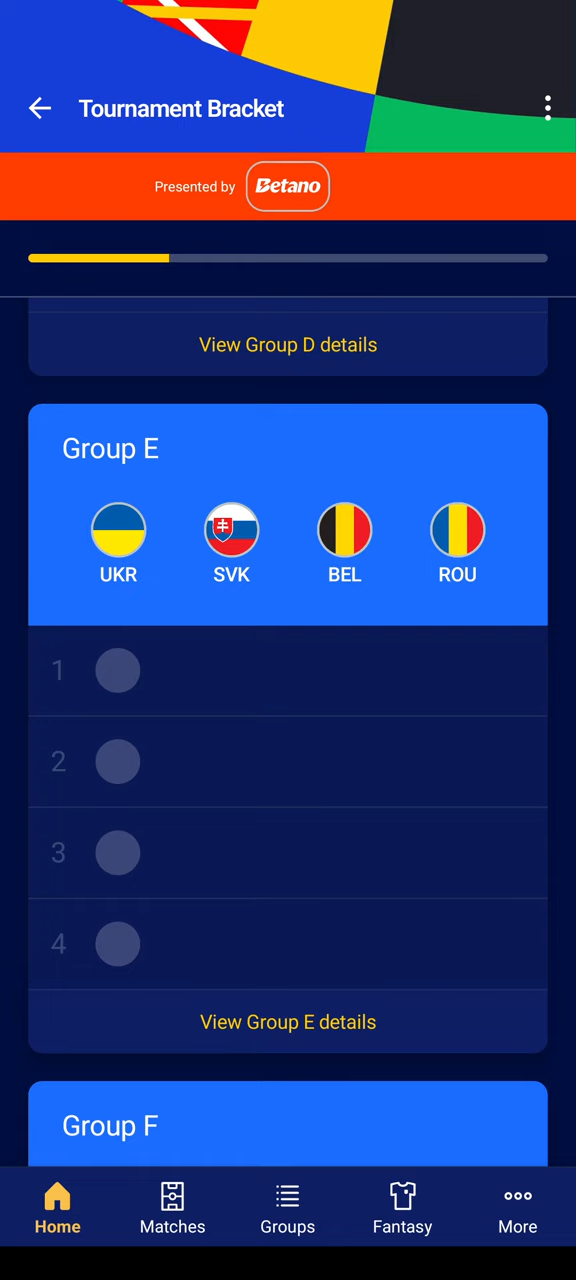 Tournament Bracket
Presented by Betano
View Group D details
Group E
UKR SVK BEL ROU
1
2
3
4
View Group E details
Group F
Home Matches Groups Fantasy More